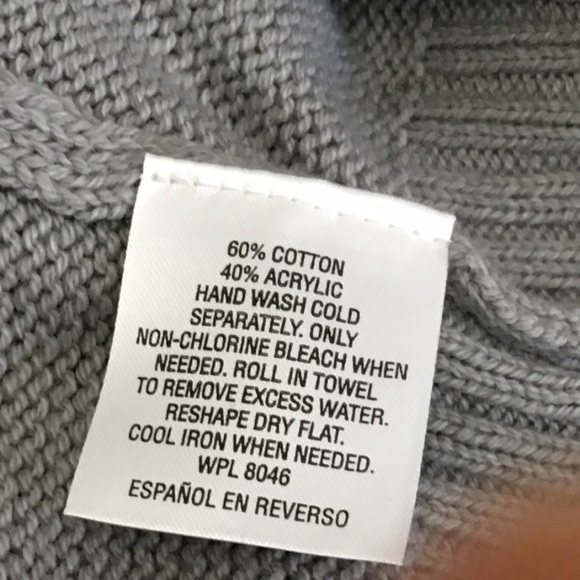 60% COTTON
40% ACRYLIC
HAND WASH COLD
SEPARATELY. ONLY
NON-CHLORINE BLEACH WHEN
NEEDED. ROLL IN TOWEL
TO REMOVE EXCESS WATER.
RESHAPE DRY FLAT.
COOL IRON WHEN NEEDED.
WPL 8046
ESPAÑOL EN REVERSO